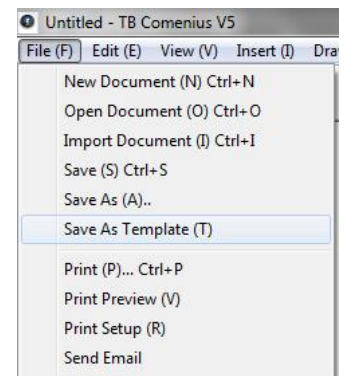 Untitled - TB Comenius V5
File (F) Edit (E) View (V) Insert (I) Dra
New Document (N) Ctrl+N
Open Document (O) Ctrl+O
Import Document (I) Ctrl+I
Save (S) Ctrl+S
Save As (A)..
Save As Template (T)
Print (P)... Ctrl+P
Print Preview (V)
Print Setup (R)
Send Email